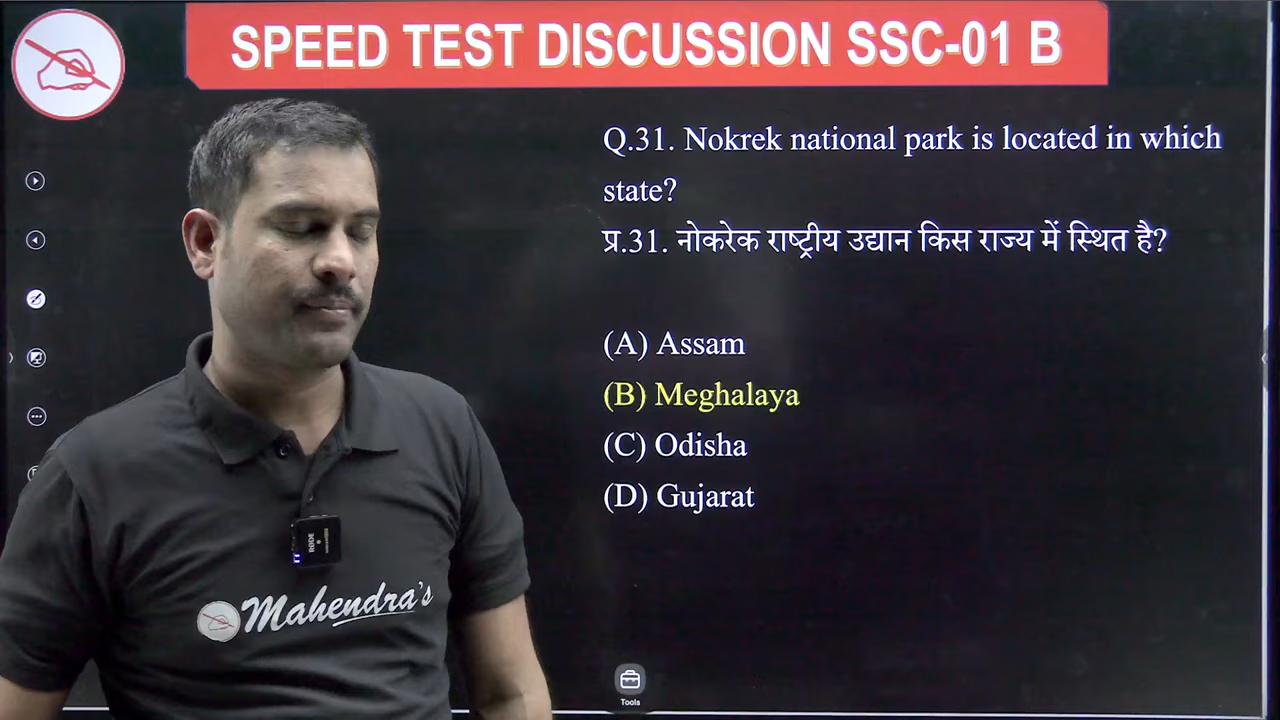 SPEED TEST DISCUSSION SSC-01 B
Q.31. Nokrek national park is located in which
state?
प्र.31. नोकरेक राष्ट्रीय उद्यान किस राज्य में स्थित है?
(A) Assam
(B) Meghalaya
(C) Odisha
(D) Gujarat
RØDE
Mahendra's
Tools